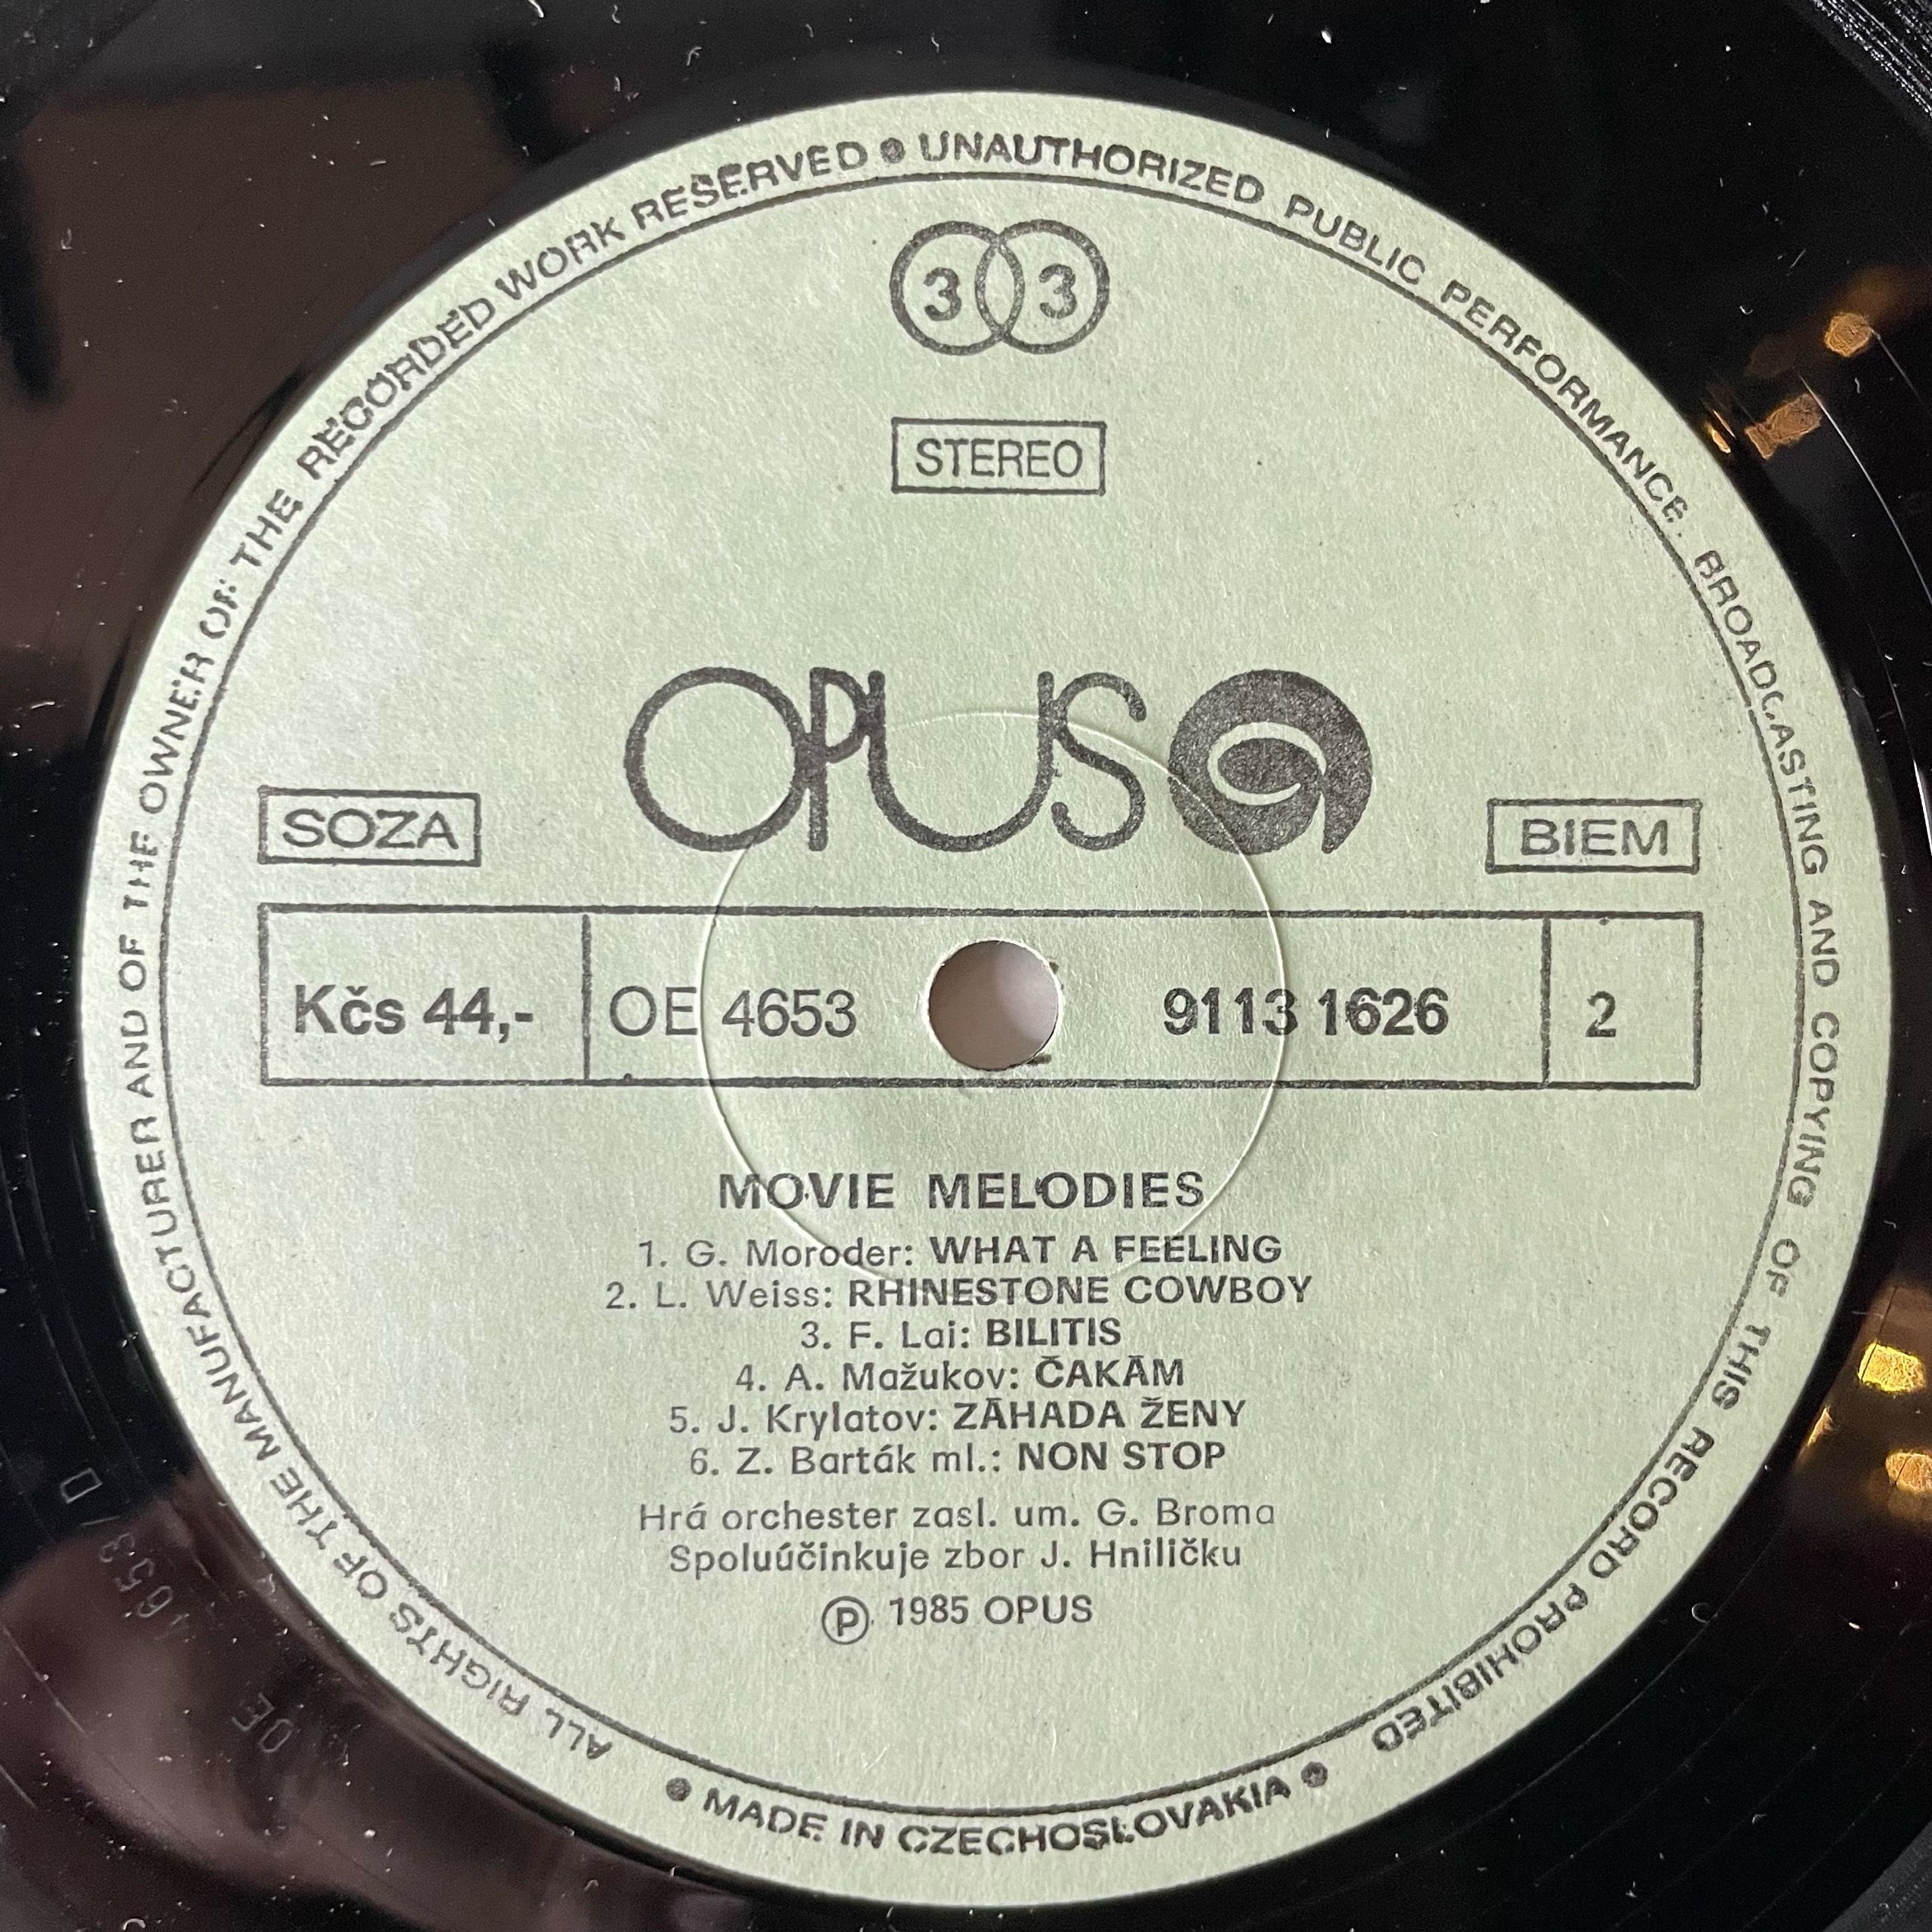 ALL RIGHTS OF THE MANUFACTURER AND OF THE OWNER OF THE RECORDED WORK RESERVED ● UNAUTHORIZED PUBLIC PERFORMANCE. BROADCASTING AND COPYING OF THIS RECORD PROHIBITED
● MADE IN CZECHOSLOVAKIA ●
3 3
STEREO
OPUS
SOZA
BIEM
Kčs 44,- OE 4653 9113 1626 2
MOVIE MELODIES
1. G. Moroder: WHAT A FEELING
2. L. Weiss: RHINESTONE COWBOY
3. F. Lai: BILITIS
4. A. Mažukov: ČAKÁM
5. J. Krylatov: ZÁHADA ŽENY
6. Z. Barták ml.: NON STOP
Hrá orchester zasl. um. G. Broma
Spoluúčinkuje zbor J. Hniličku
Ⓟ 1985 OPUS